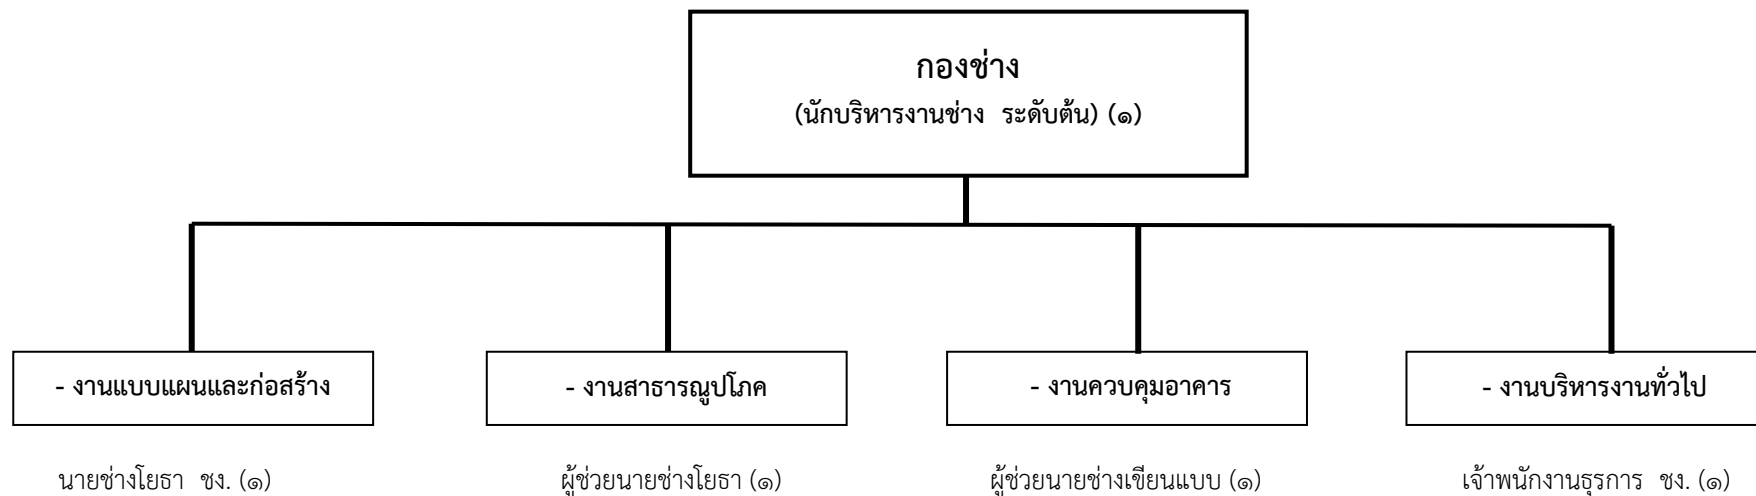 กองช่าง
(นักบริหารงานช่าง ระดับต้น) (๑)
- งานแบบแผนและก่อสร้าง
- งานสาธารณูปโภค
- งานควบคุมอาคาร
- งานบริหารงานทั่วไป
นายช่างโยธา ชง. (๑)
ผู้ช่วยนายช่างโยธา (๑)
ผู้ช่วยนายช่างเขียนแบบ (๑)
เจ้าพนักงานธุรการ ชง. (๑)